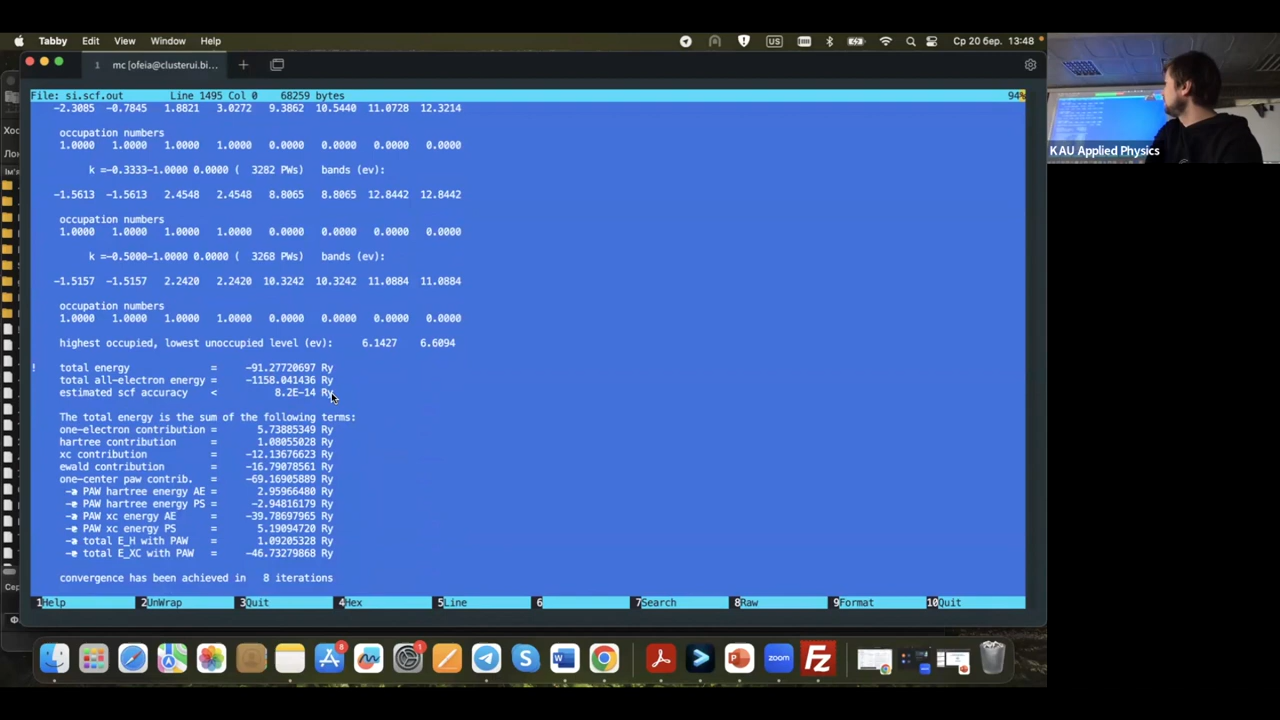 Tabby Edit View Window Help US Ср 20 бер. 13:48
1 mc [ofeia@clusterui.bi... +
File: si.scf.out Line 1495 Col 0 68259 bytes 94%
-2.3085 -0.7845 1.8821 3.0272 9.3862 10.5440 11.0728 12.3214
occupation numbers
1.0000 1.0000 1.0000 1.0000 0.0000 0.0000 0.0000 0.0000
k =-0.3333-1.0000 0.0000 ( 3282 PWs) bands (ev):
-1.5613 -1.5613 2.4548 2.4548 8.8065 8.8065 12.8442 12.8442
occupation numbers
1.0000 1.0000 1.0000 1.0000 0.0000 0.0000 0.0000 0.0000
k =-0.5000-1.0000 0.0000 ( 3268 PWs) bands (ev):
-1.5157 -1.5157 2.2420 2.2420 10.3242 10.3242 11.0884 11.0884
occupation numbers
1.0000 1.0000 1.0000 1.0000 0.0000 0.0000 0.0000 0.0000
highest occupied, lowest unoccupied level (ev): 6.1427 6.6094
! total energy = -91.27720697 Ry
total all-electron energy = -1158.041436 Ry
estimated scf accuracy < 8.2E-14 Ry
The total energy is the sum of the following terms:
one-electron contribution = 5.73885349 Ry
hartree contribution = 1.08055028 Ry
xc contribution = -12.13676623 Ry
ewald contribution = -16.79078561 Ry
one-center paw contrib. = -69.16905889 Ry
-a PAW hartree energy AE = 2.95966480 Ry
-e PAW hartree energy PS = -2.94816179 Ry
-a PAW xc energy AE = -39.78697965 Ry
-e PAW xc energy PS = 5.19094720 Ry
-a total E_H with PAW = 1.09205328 Ry
-e total E_XC with PAW = -46.73279868 Ry
convergence has been achieved in 8 iterations
1Help 2UnWrap 3Quit 4Hex 5Line 6 7Search 8Raw 9Format 10Quit
KAU Applied Physics
Хос
Лон
Ім'я
Сер
8
1
W
P
zoom
Fz